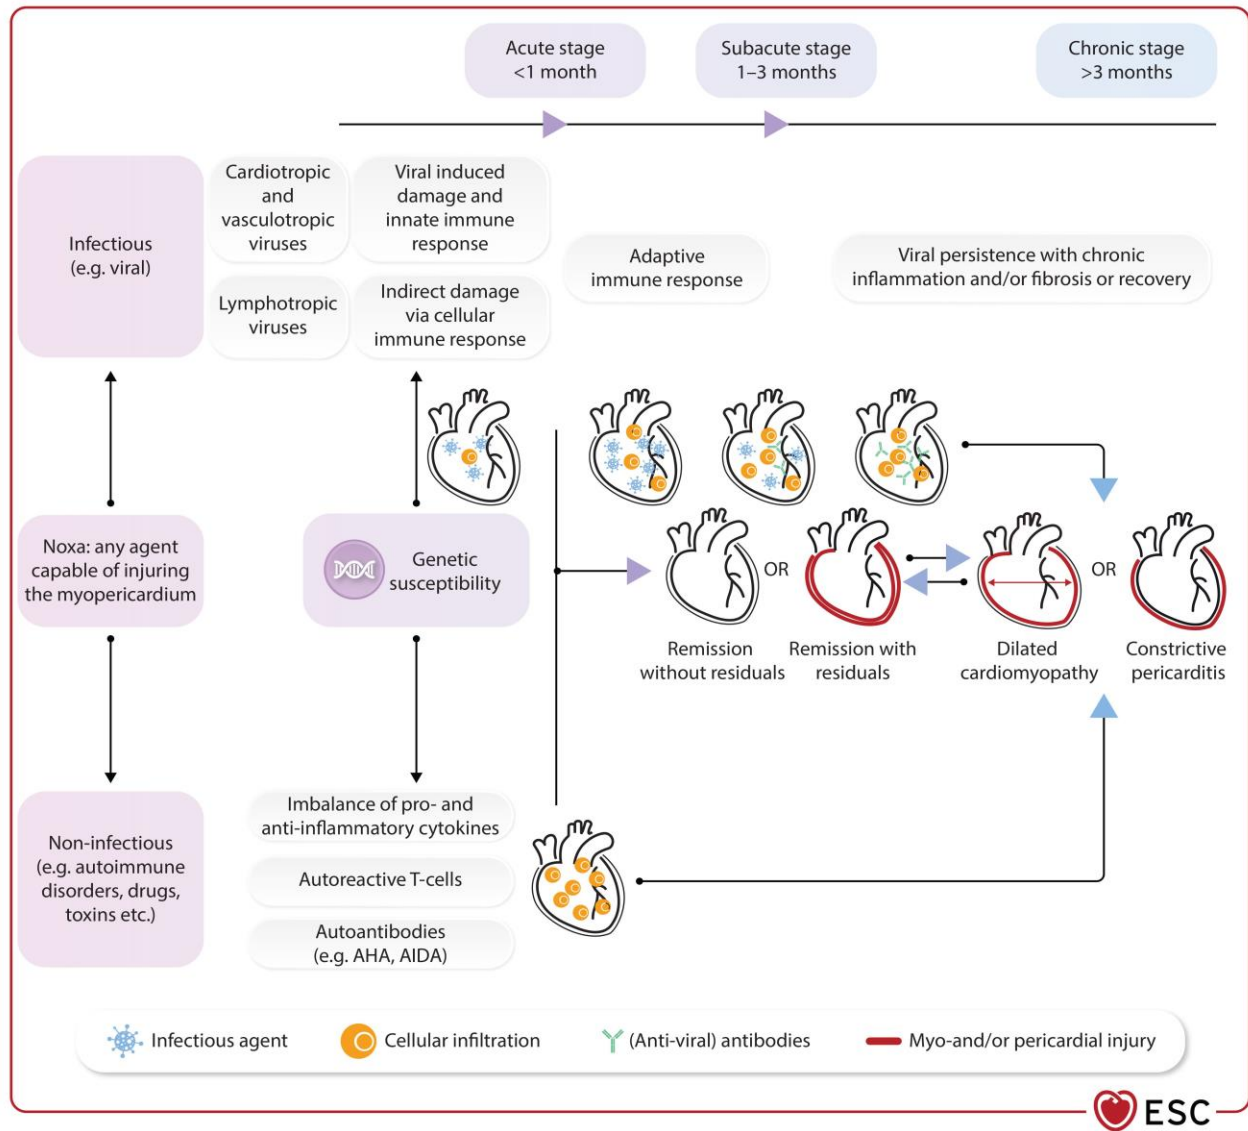 Acute stage
<1 month
Subacute stage
1–3 months
Chronic stage
>3 months
Infectious
(e.g. viral)
Cardiotropic
and
vasculotropic
viruses
Viral induced
damage and
innate immune
response
Lymphotropic
viruses
Indirect damage
via cellular
immune response
Adaptive
immune response
Viral persistence with chronic
inflammation and/or fibrosis or recovery
Noxa: any agent
capable of injuring
the myopericardium
Genetic
susceptibility
OR
OR
Remission
without residuals
Remission with
residuals
Dilated
cardiomyopathy
Constrictive
pericarditis
Non-infectious
(e.g. autoimmune
disorders, drugs,
toxins etc.)
Imbalance of pro- and
anti-inflammatory cytokines
Autoreactive T-cells
Autoantibodies
(e.g. AHA, AIDA)
Infectious agent
Cellular infiltration
(Anti-viral) antibodies
Myo-and/or pericardial injury
ESC